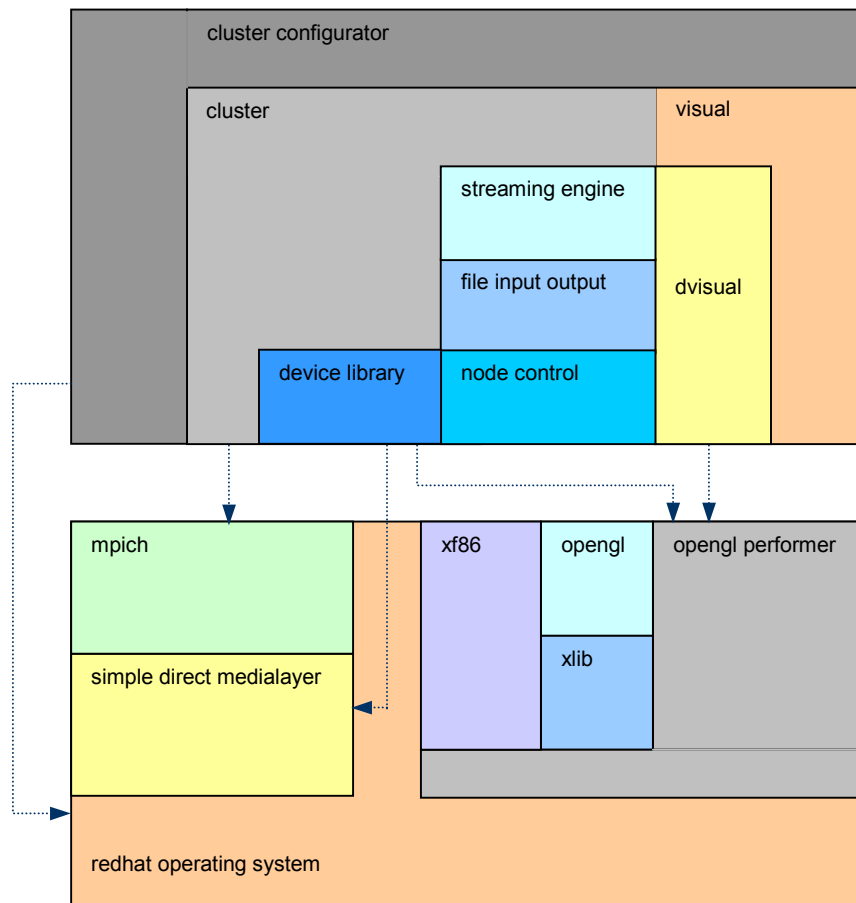 cluster configurator
cluster
visual
streaming engine
file input output
dvisual
device library
node control
mpich
xf86
opengl
opengl performer
simple direct medialayer
xlib
redhat operating system